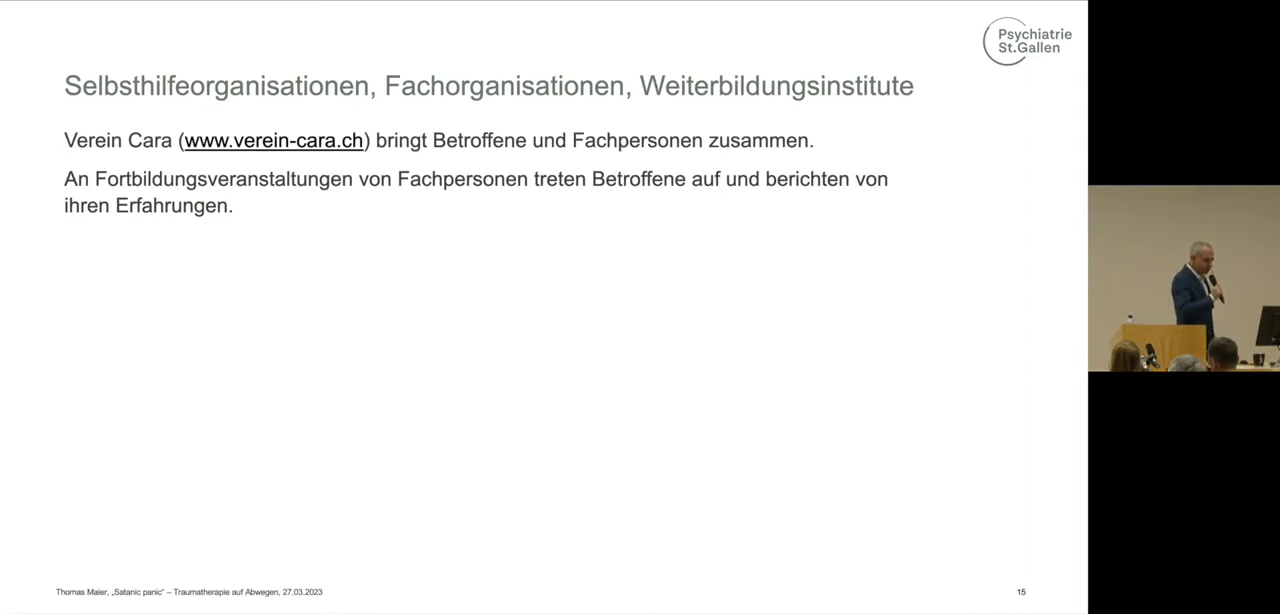 Psychiatrie
St.Gallen
Selbsthilfeorganisationen, Fachorganisationen, Weiterbildungsinstitute
Verein Cara (www.verein-cara.ch) bringt Betroffene und Fachpersonen zusammen.
An Fortbildungsveranstaltungen von Fachpersonen treten Betroffene auf und berichten von
ihren Erfahrungen.
Thomas Maier, „Satanic panic“ – Traumatherapie auf Abwegen, 27.03.2023
15